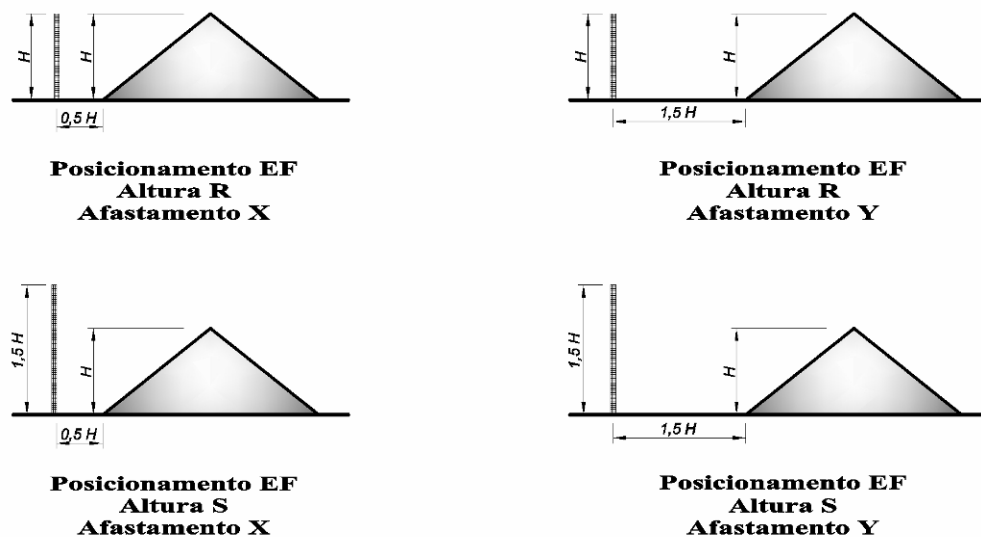 H
H
0,5 H
Posicionamento EF
Altura R
Afastamento X
H
H
1,5 H
Posicionamento EF
Altura R
Afastamento Y
1,5 H
H
0,5 H
Posicionamento EF
Altura S
Afastamento X
1,5 H
H
1,5 H
Posicionamento EF
Altura S
Afastamento Y